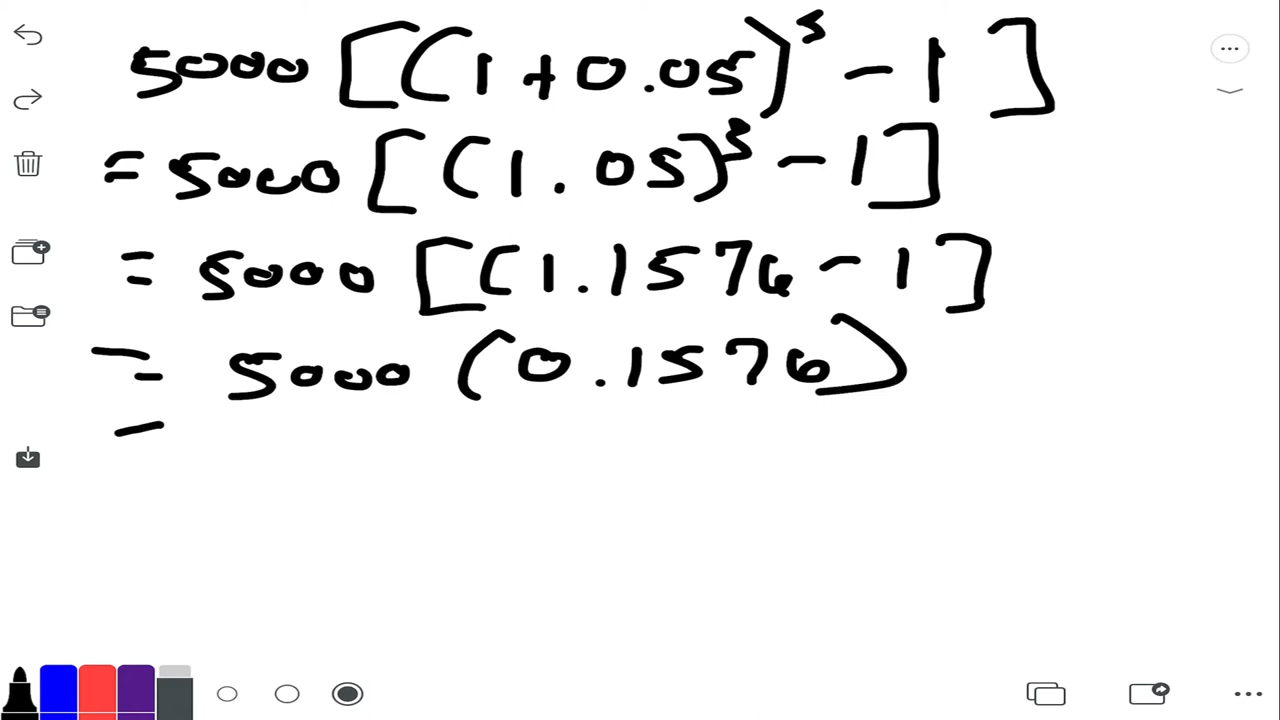 5000 [(1+0.05)³ - 1]
= 5000 [(1.05)³ - 1]
= 5000 [(1.1576 - 1]
= 5000 (0.1576)
=